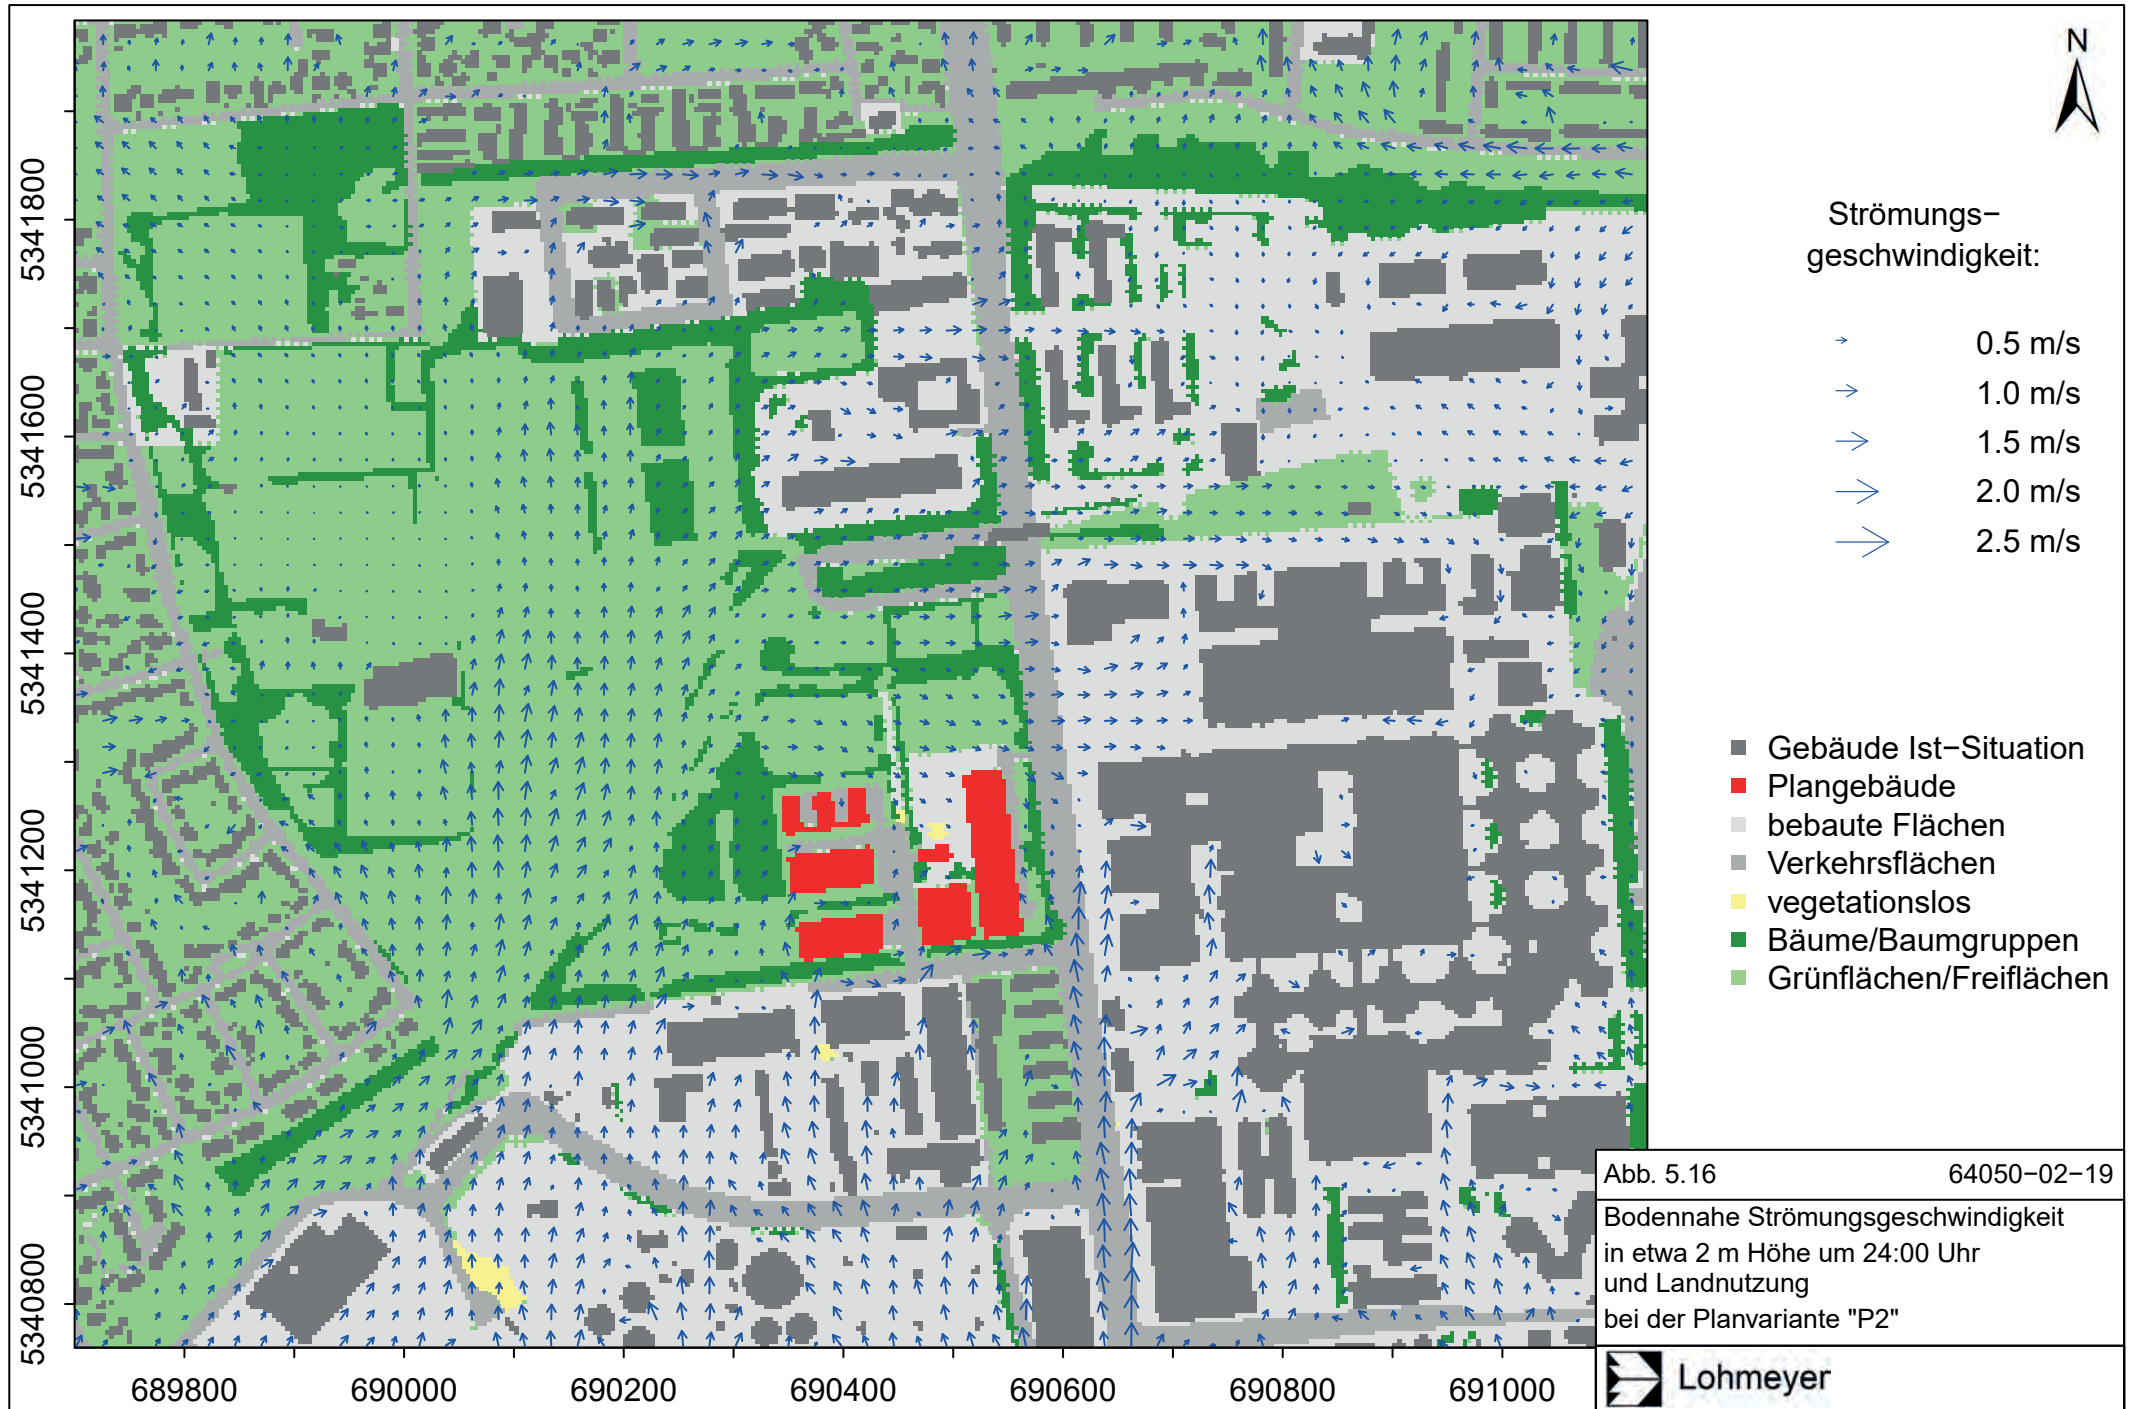 N
Strömungs−
geschwindigkeit:
0.5 m/s
1.0 m/s
1.5 m/s
2.0 m/s
2.5 m/s
Gebäude Ist−Situation
Plangebäude
bebaute Flächen
Verkehrsflächen
vegetationslos
Bäume/Baumgruppen
Grünflächen/Freiflächen
5341800
5341600
5341400
5341200
5341000
5340800
689800 690000 690200 690400 690600 690800 691000
Abb. 5.16 64050−02−19
Bodennahe Strömungsgeschwindigkeit
in etwa 2 m Höhe um 24:00 Uhr
und Landnutzung
bei der Planvariante "P2"
Lohmeyer